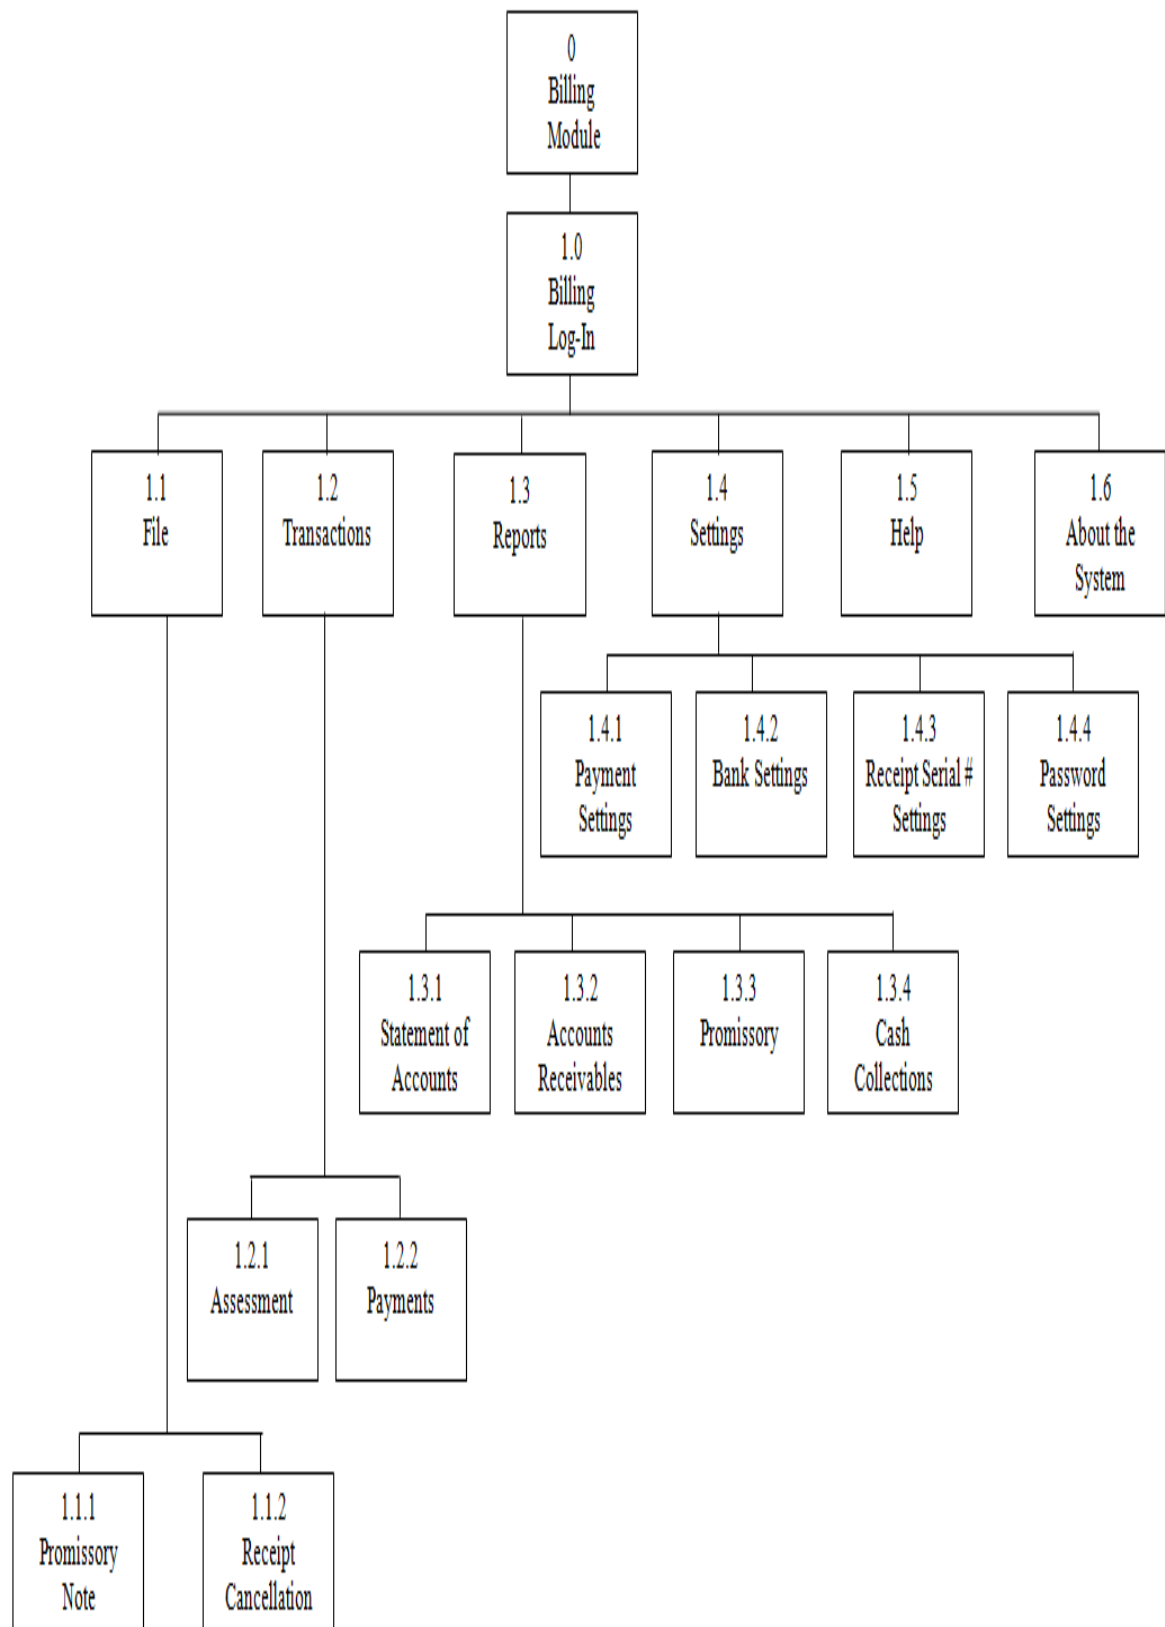 0
Billing
Module
1.0
Billing
Log-In
1.1
File
1.2
Transactions
1.3
Reports
1.4
Settings
1.5
Help
1.6
About the
System
1.4.1
Payment
Settings
1.4.2
Bank Settings
1.4.3
Receipt Serial #
Settings
1.4.4
Password
Settings
1.3.1
Statement of
Accounts
1.3.2
Accounts
Receivables
1.3.3
Promissory
1.3.4
Cash
Collections
1.2.1
Assessment
1.2.2
Payments
1.1.1
Promissory
Note
1.1.2
Receipt
Cancellation